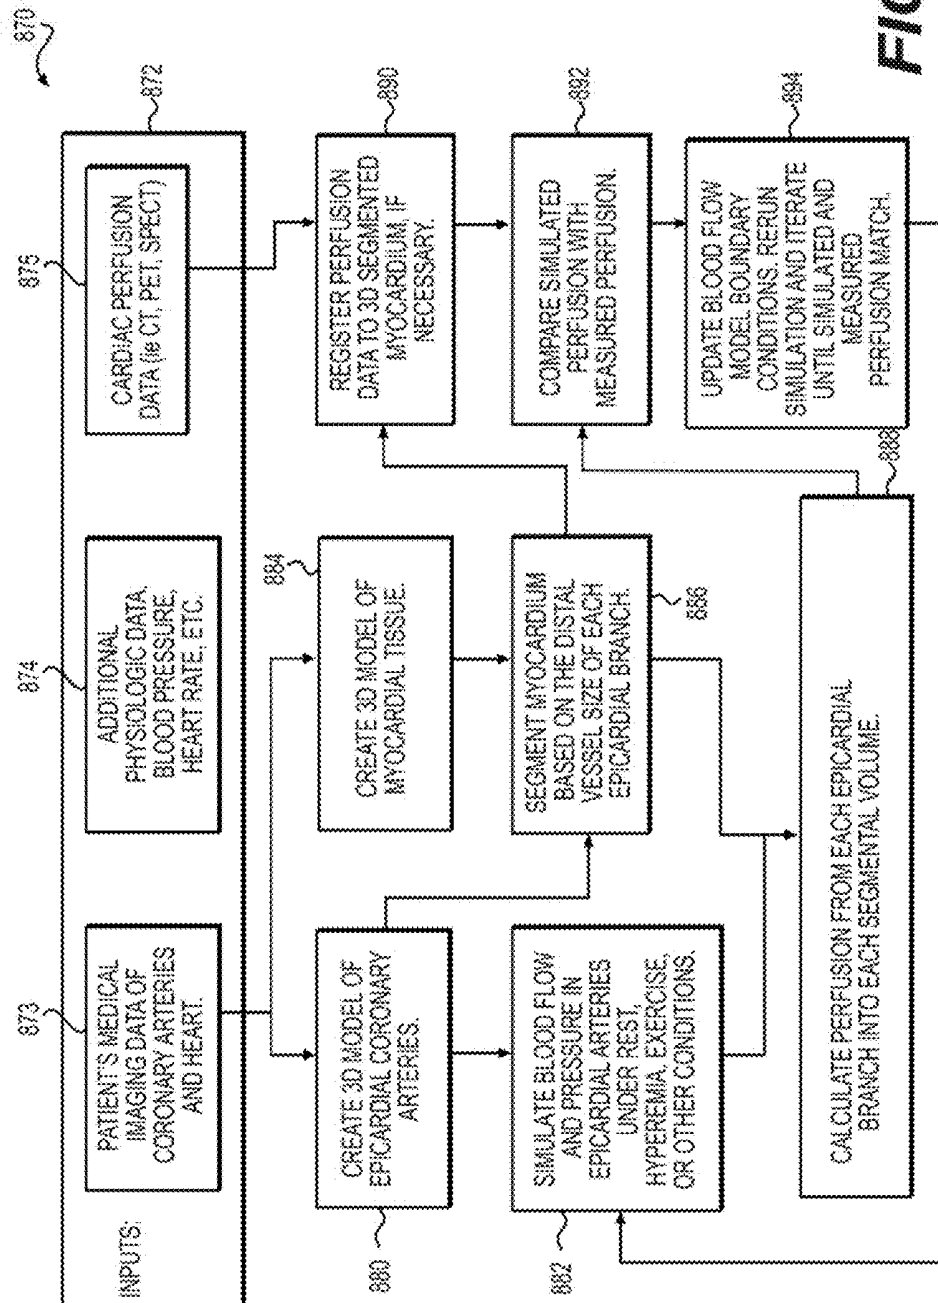 870
FIG
872
INPUTS:
873
PATIENT'S MEDICAL
IMAGING DATA OF
CORONARY ARTERIES
AND HEART.
874
ADDITIONAL
PHYSIOLOGIC DATA,
BLOOD PRESSURE,
HEART RATE, ETC.
875
CARDIAC PERFUSION
DATA (ie CT, PET, SPECT)
880
CREATE 3D MODEL OF
EPICARDIAL CORONARY
ARTERIES.
884
CREATE 3D MODEL OF
MYOCARDIAL TISSUE.
890
REGISTER PERFUSION
DATA TO 3D SEGMENTED
MYOCARDIUM, IF
NECESSARY.
882
SIMULATE BLOOD FLOW
AND PRESSURE IN
EPICARDIAL ARTERIES
UNDER REST,
HYPEREMIA, EXERCISE,
OR OTHER CONDITIONS.
886
SEGMENT MYOCARDIUM
BASED ON THE DISTAL
VESSEL SIZE OF EACH
EPICARDIAL BRANCH.
892
COMPARE SIMULATED
PERFUSION WITH
MEASURED PERFUSION.
888
CALCULATE PERFUSION FROM EACH EPICARDIAL
BRANCH INTO EACH SEGMENTAL VOLUME.
894
UPDATE BLOOD FLOW
MODEL BOUNDARY
CONDITIONS. RERUN
SIMULATION AND ITERATE
UNTIL SIMULATED AND
MEASURED
PERFUSION MATCH.